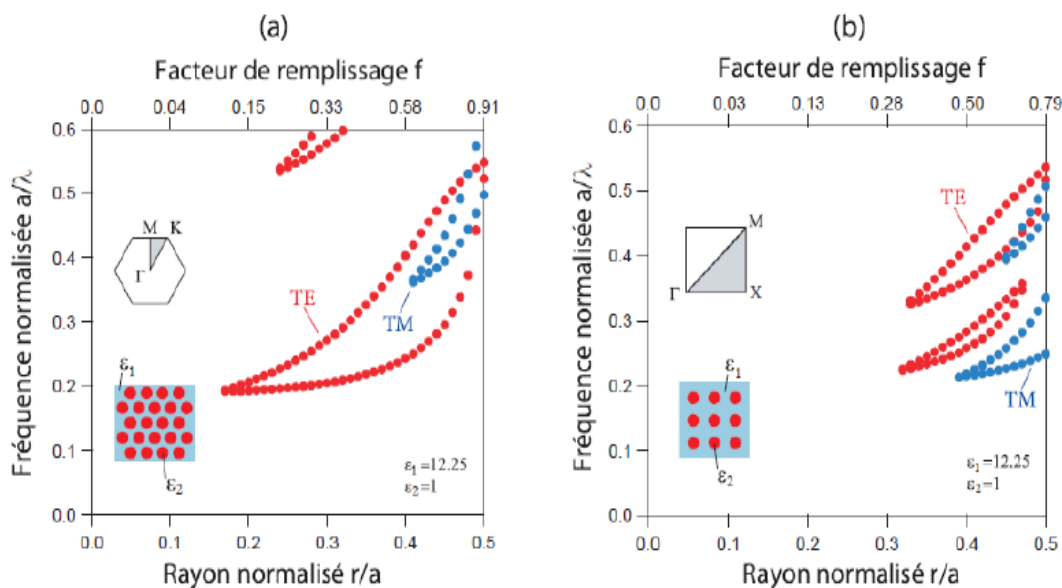 (a)
Facteur de remplissage f
0.0 0.04 0.15 0.33 0.58 0.91
0.6
0.5
0.4
0.3
0.2
0.1
0.0
Fréquence normalisée a/λ
M K
Γ
TE
TM
ε1
ε2
ε1=12.25
ε2=1
0.0 0.1 0.2 0.3 0.4 0.5
Rayon normalisé r/a
(b)
Facteur de remplissage f
0.0 0.03 0.13 0.28 0.50 0.79
0.6
0.5
0.4
0.3
0.2
0.1
0.0
Fréquence normalisée a/λ
M
Γ X
TE
TM
ε1
ε2
ε1=12.25
ε2=1
0.0 0.1 0.2 0.3 0.4 0.5
Rayon normalisé r/a